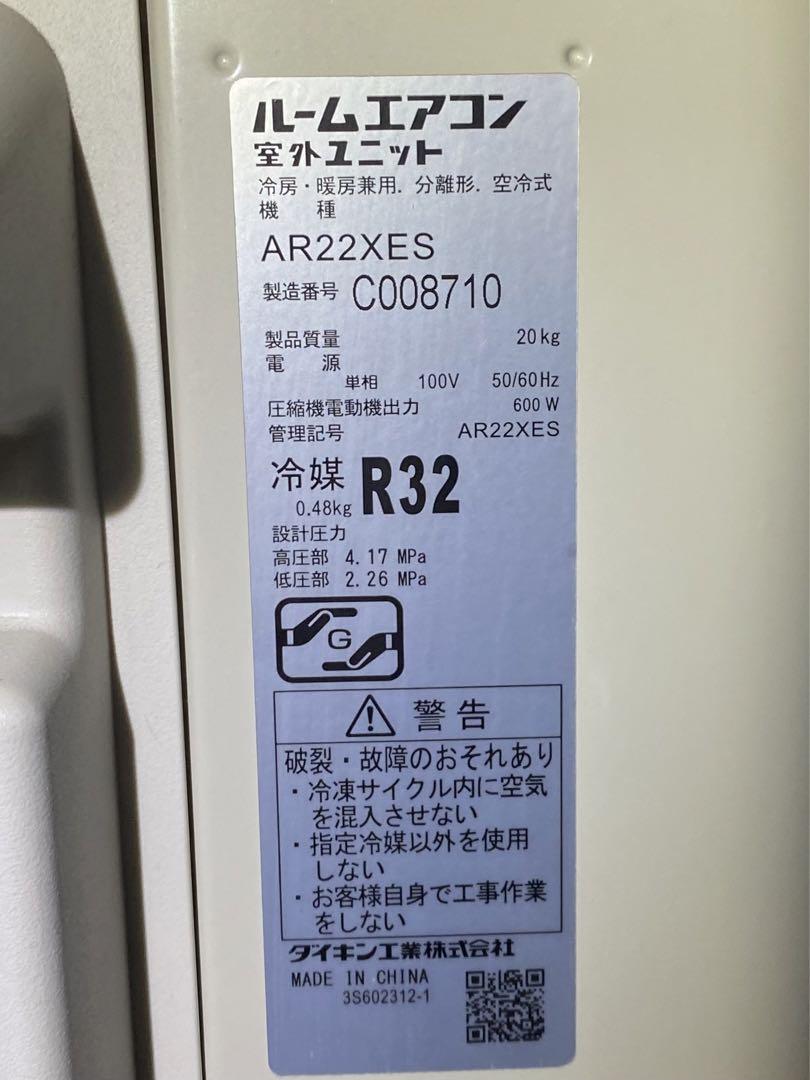 ルームエアコン
室外ユニット
冷房・暖房兼用. 分離形. 空冷式
機 種
AR22XES
製造番号 C008710
製品質量 20kg
電 源
単相 100V 50/60Hz
圧縮機電動機出力 600 W
管理記号 AR22XES
冷媒 R32
0.48kg
設計圧力
高圧部 4.17 MPa
低圧部 2.26 MPa
G
警告
破裂・故障のおそれあり
・冷凍サイクル内に空気
を混入させない
・指定冷媒以外を使用
しない
・お客様自身で工事作業
をしない
ダイキン工業株式会社
MADE IN CHINA
3S602312-1